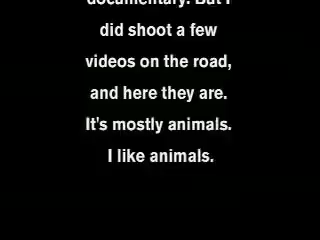 documentary. But I
did shoot a few
videos on the road,
and here they are.
It's mostly animals.
I like animals.